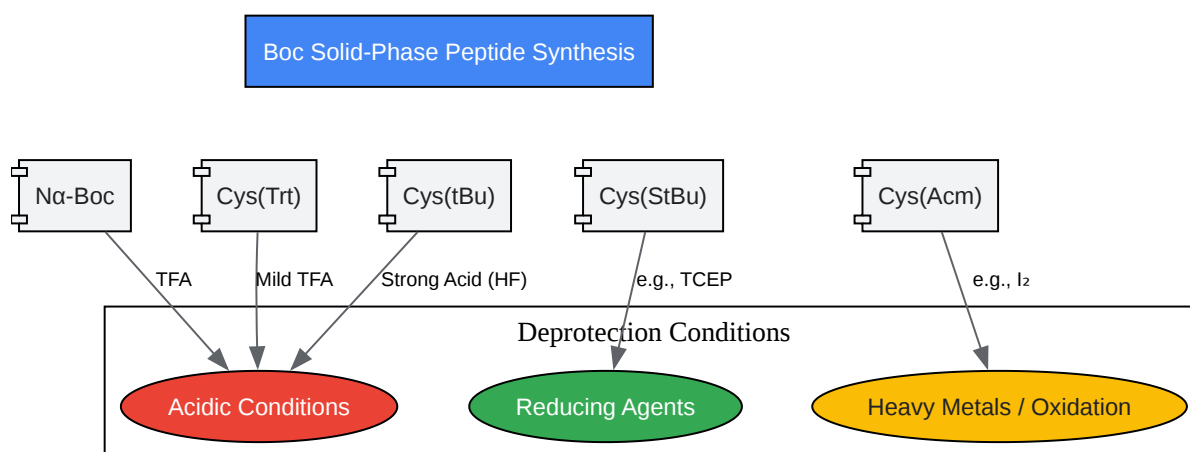 Boc Solid-Phase Peptide Synthesis
Nα-Boc
Cys(Trt)
Cys(tBu)
Cys(StBu)
Cys(Acm)
TFA
Mild TFA
Strong Acid (HF)
e.g., TCEP
e.g., I₂
Deprotection Conditions
Acidic Conditions
Reducing Agents
Heavy Metals / Oxidation